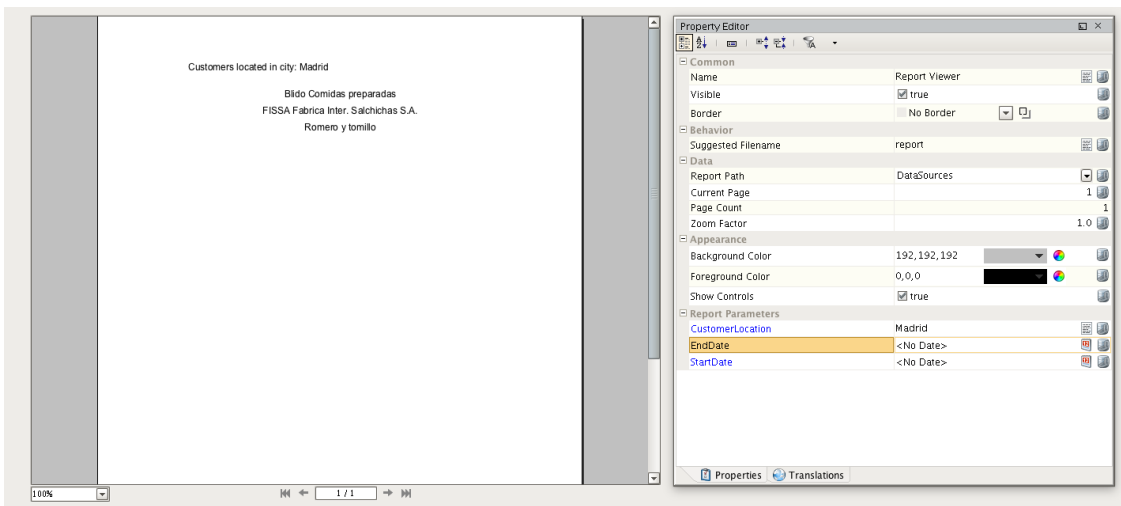 Customers located in city: Madrid
Blido Comidas preparadas
FISSA Fabrica Inter. Salchichas S.A.
Romero y tomillo
100%
1 / 1
Property Editor
Common
Name Report Viewer
Visible true
Border No Border
Behavior
Suggested Filename report
Data
Report Path DataSources
Current Page 1
Page Count 1
Zoom Factor 1.0
Appearance
Background Color 192,192,192
Foreground Color 0,0,0
Show Controls true
Report Parameters
CustomerLocation Madrid
EndDate <No Date>
StartDate <No Date>
Properties Translations